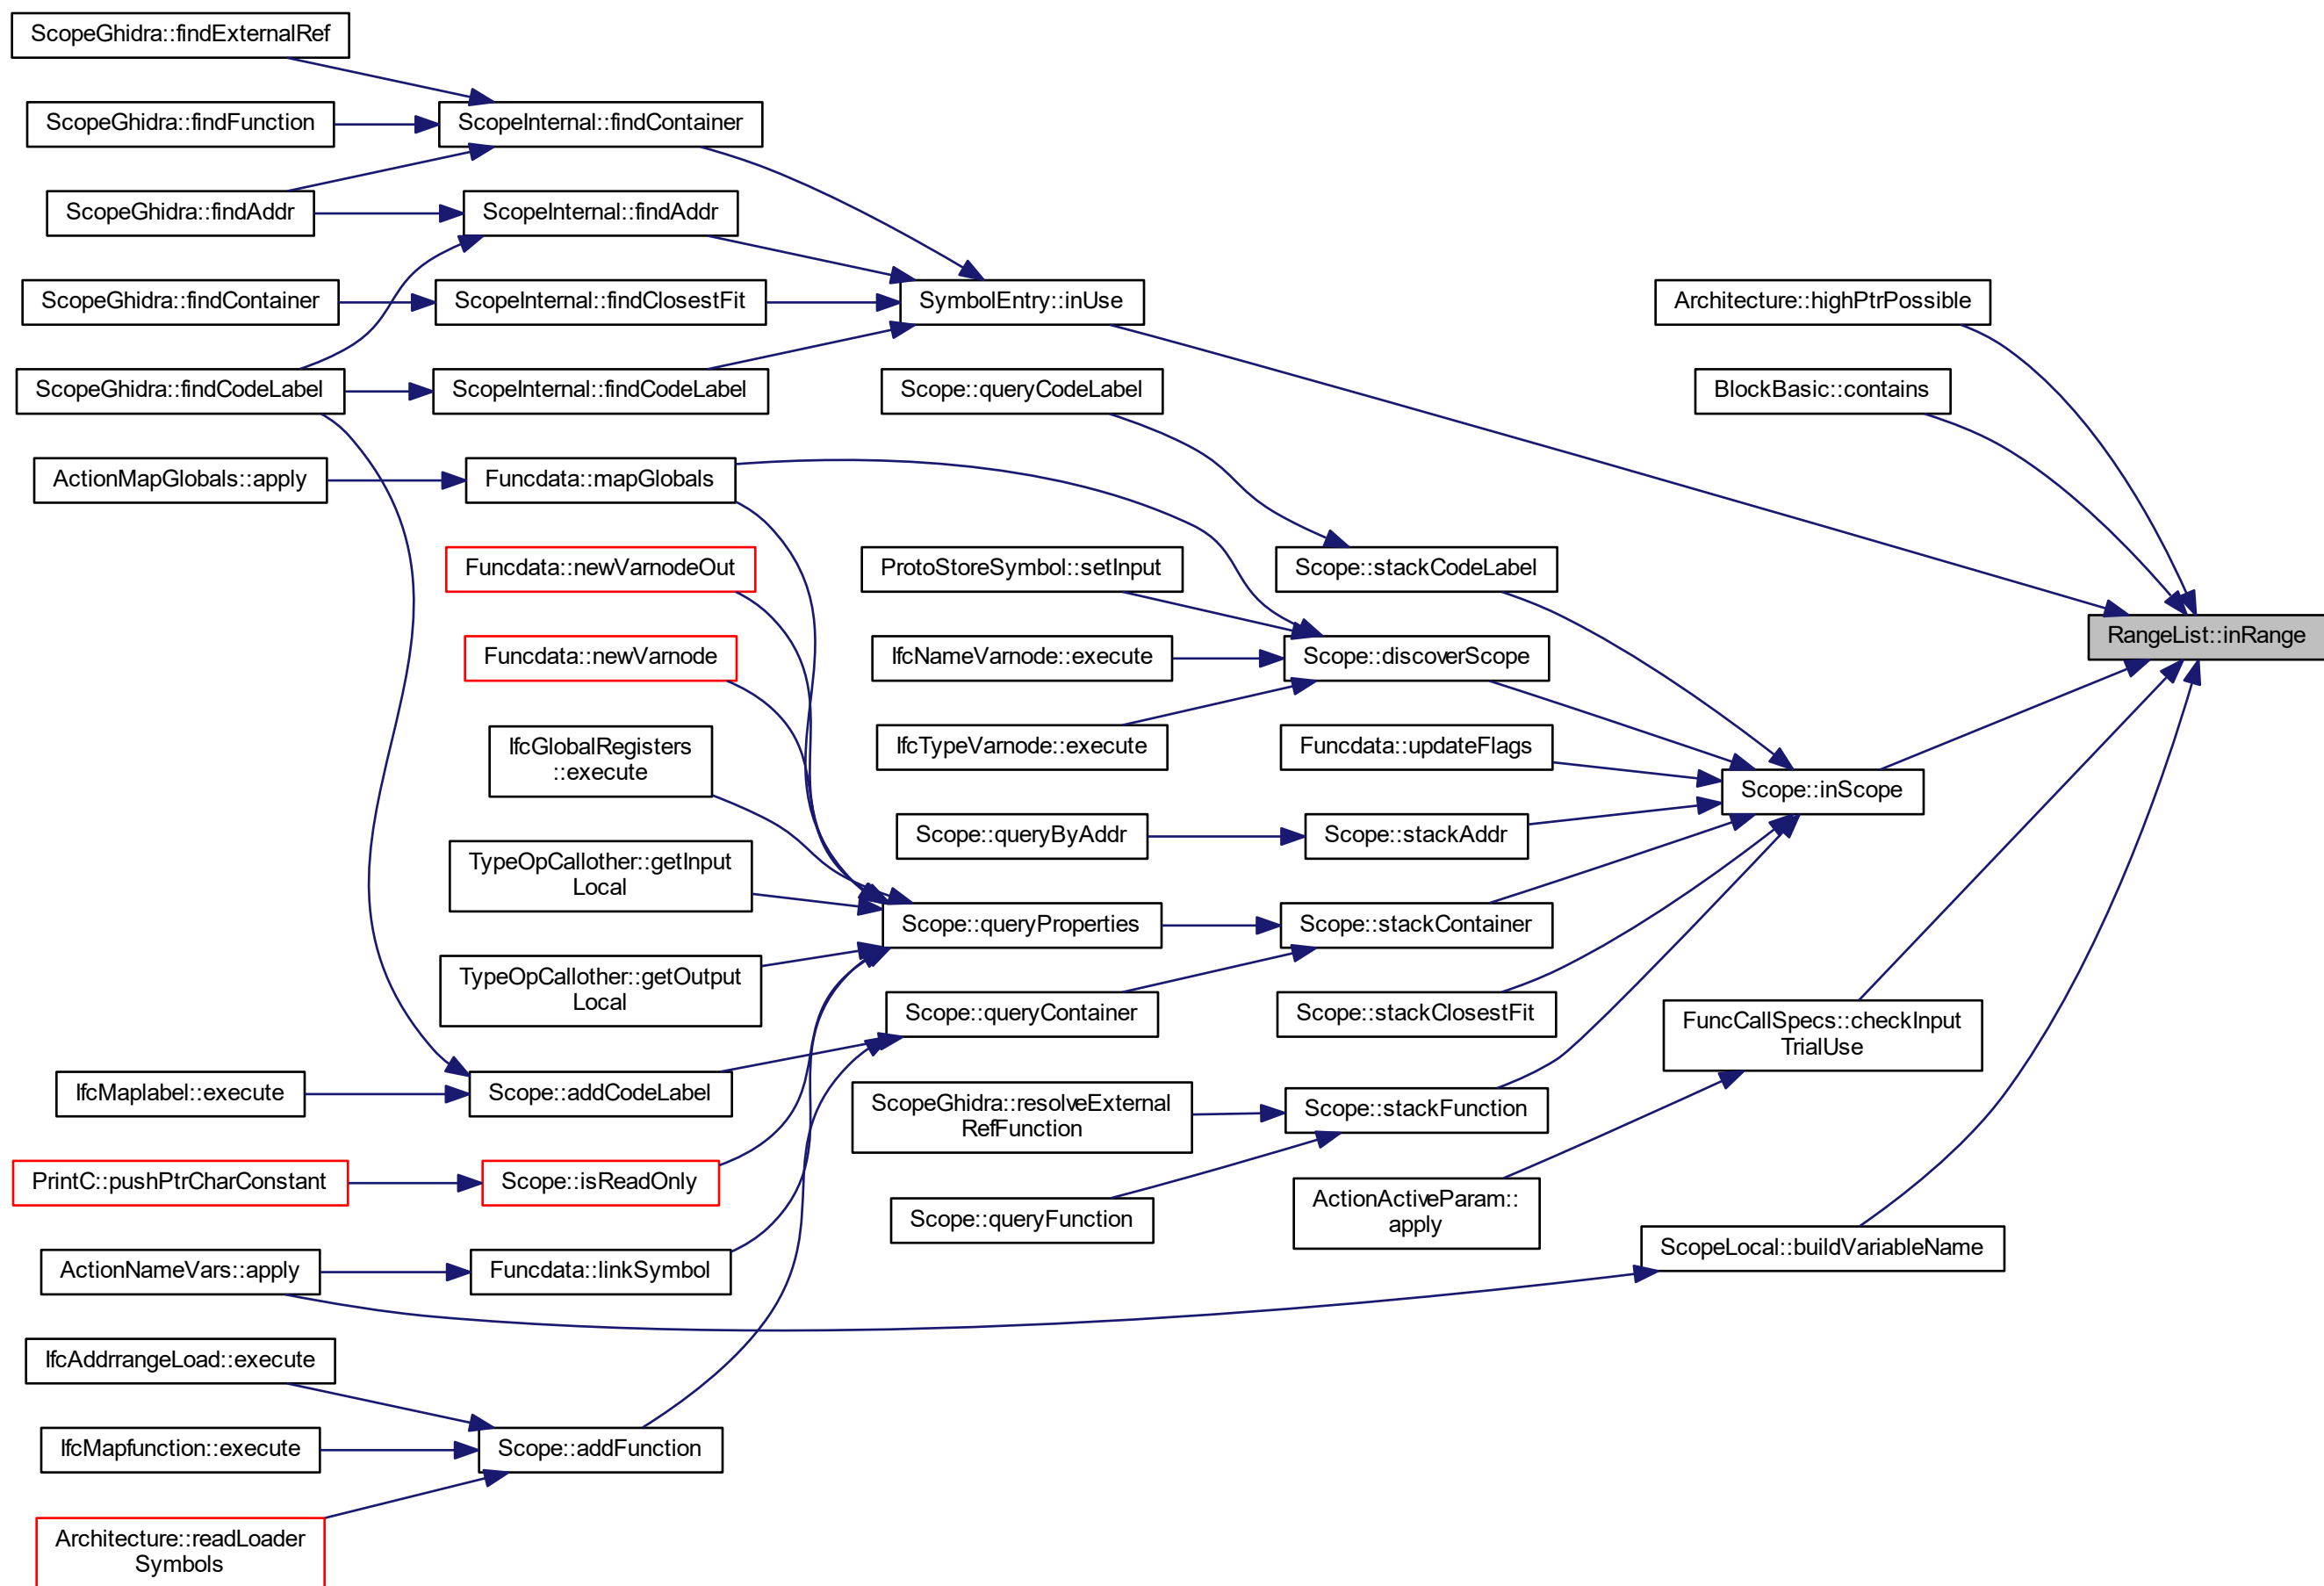 ScopeGhidra::findExternalRef
ScopeGhidra::findFunction
ScopeInternal::findContainer
ScopeGhidra::findAddr
ScopeInternal::findAddr
ScopeGhidra::findContainer
ScopeInternal::findClosestFit
SymbolEntry::inUse
Architecture::highPtrPossible
ScopeGhidra::findCodeLabel
ScopeInternal::findCodeLabel
Scope::queryCodeLabel
BlockBasic::contains
ActionMapGlobals::apply
Funcdata::mapGlobals
Funcdata::newVarnodeOut
ProtoStoreSymbol::setInput
Scope::stackCodeLabel
RangeList::inRange
Funcdata::newVarnode
IfcNameVarnode::execute
Scope::discoverScope
IfcGlobalRegisters
::execute
IfcTypeVarnode::execute
Funcdata::updateFlags
Scope::inScope
TypeOpCallother::getInput
Local
Scope::queryByAddr
Scope::stackAddr
Scope::queryProperties
Scope::stackContainer
TypeOpCallother::getOutput
Local
Scope::queryContainer
Scope::stackClosestFit
FuncCallSpecs::checkInput
TrialUse
IfcMaplabel::execute
Scope::addCodeLabel
ScopeGhidra::resolveExternal
RefFunction
Scope::stackFunction
PrintC::pushPtrCharConstant
Scope::isReadOnly
Scope::queryFunction
ActionActiveParam::
apply
ScopeLocal::buildVariableName
ActionNameVars::apply
Funcdata::linkSymbol
IfcAddrrangeLoad::execute
IfcMapfunction::execute
Scope::addFunction
Architecture::readLoader
Symbols